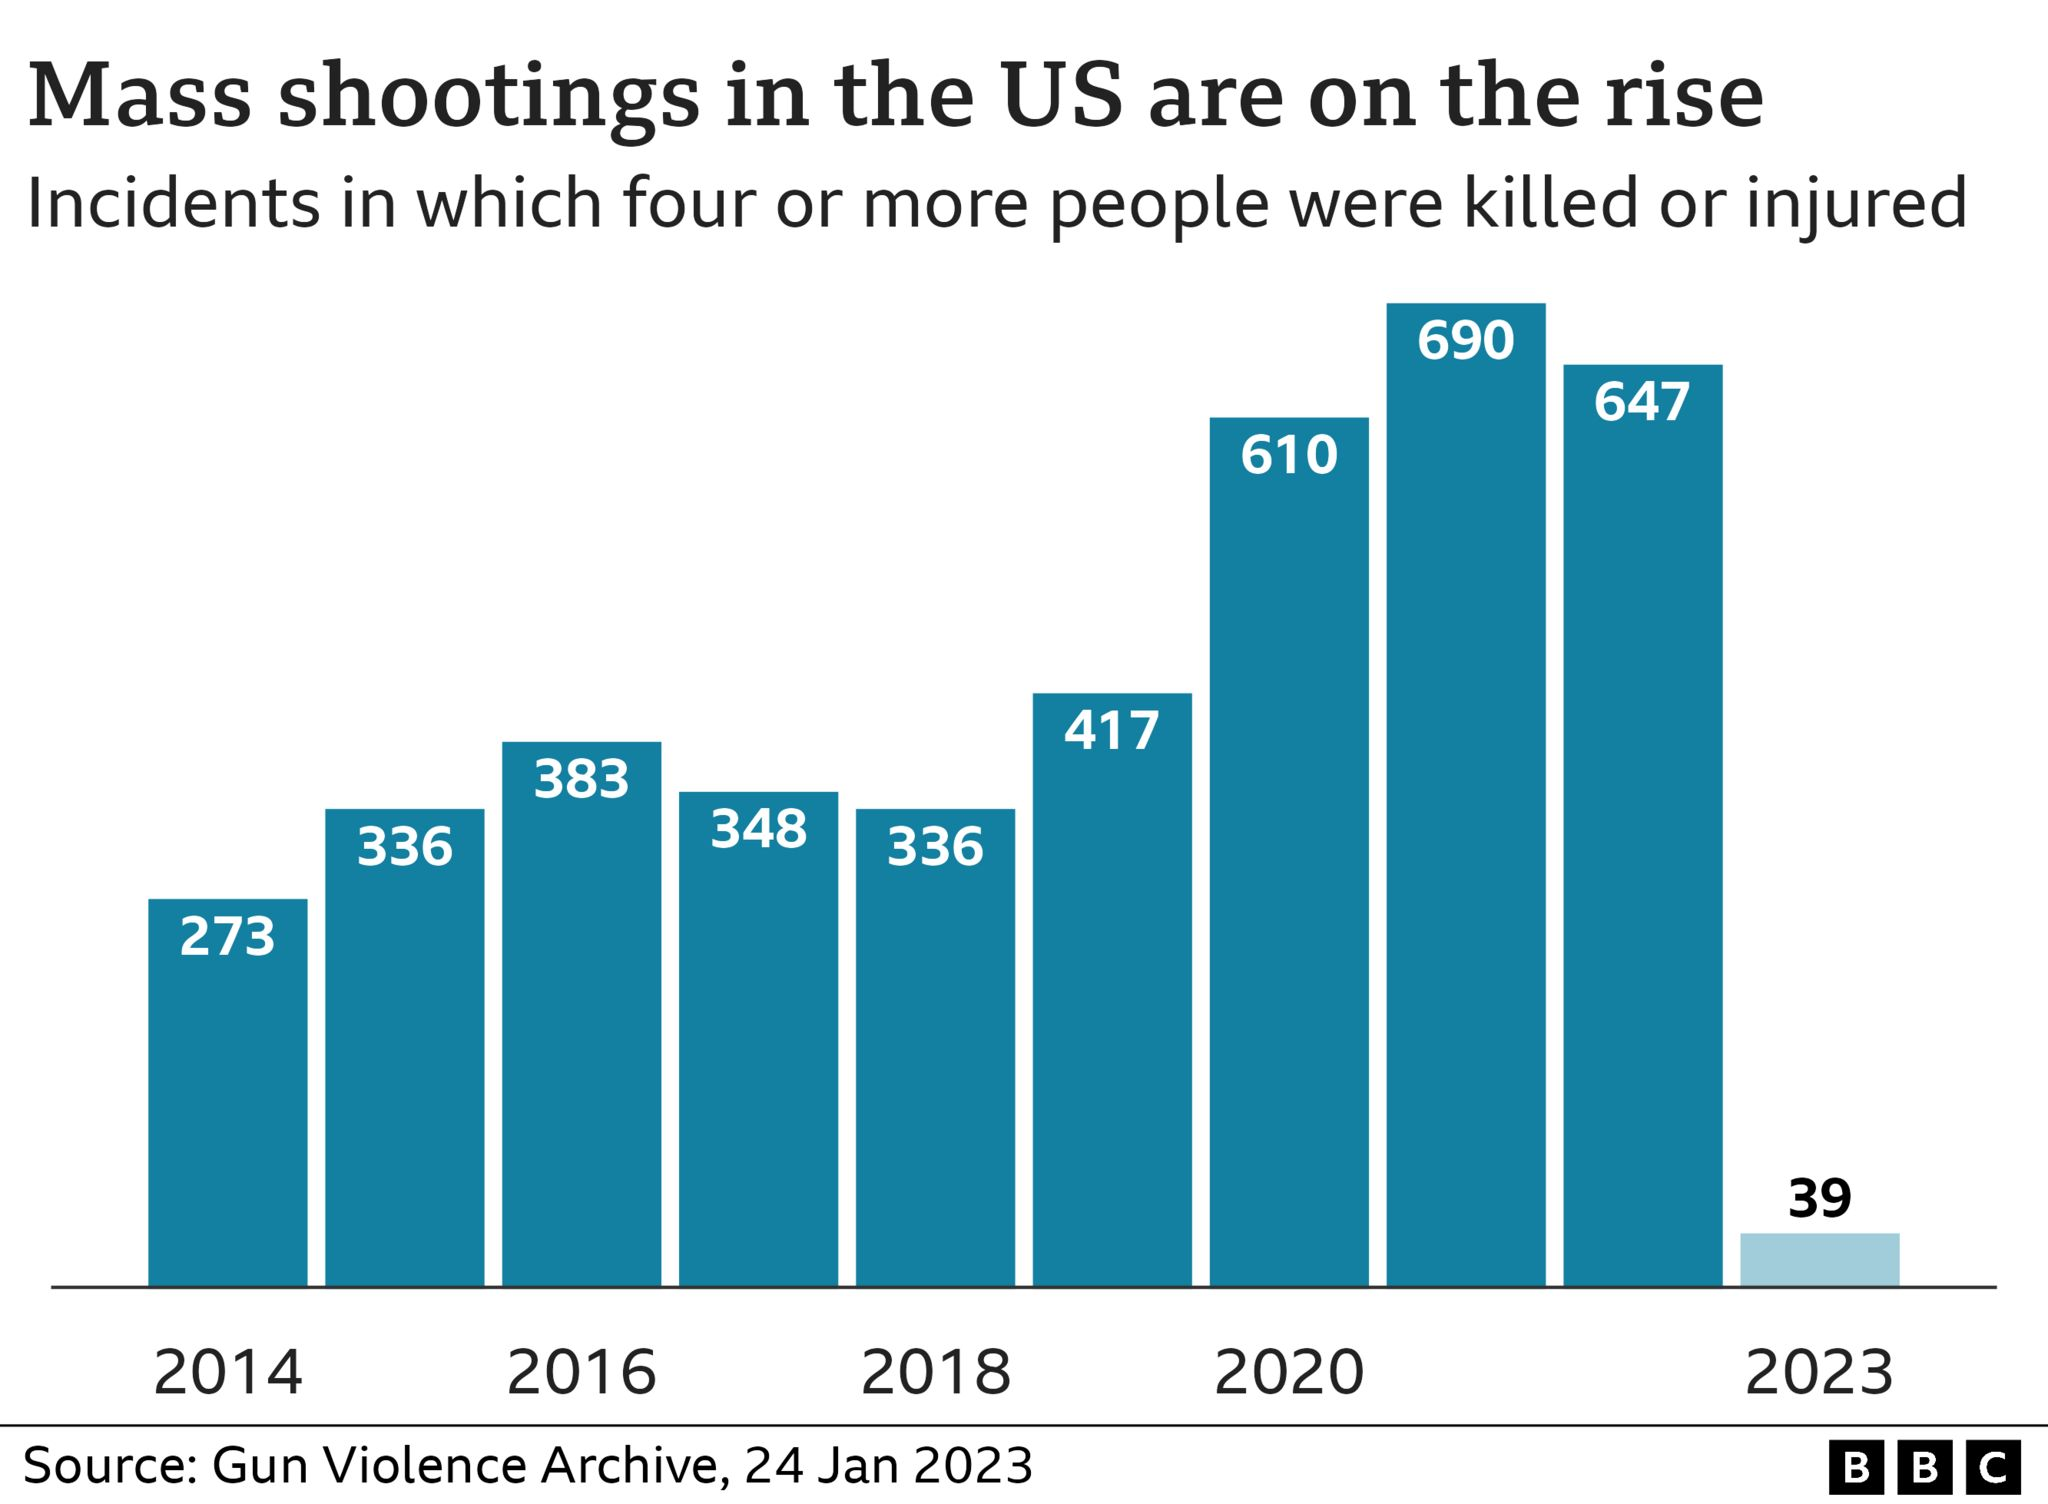 Mass shootings in the US are on the rise
Incidents in which four or more people were killed or injured
690
647
610
417
383
348
336
336
273
39
2014 2016 2018 2020 2023
Source: Gun Violence Archive, 24 Jan 2023
BBC